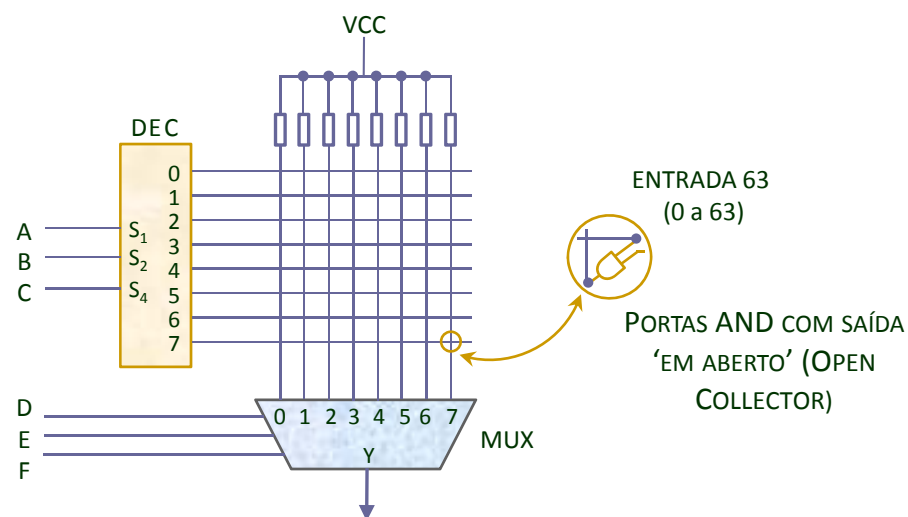 VCC
DEC
0
1
2
3
4
5
6
7
A
B
C
S1
S2
S4
ENTRADA 63
(0 a 63)
PORTAS AND COM SAÍDA
‘EM ABERTO’ (OPEN
COLLECTOR)
D
E
F
0 1 2 3 4 5 6 7
Y
MUX